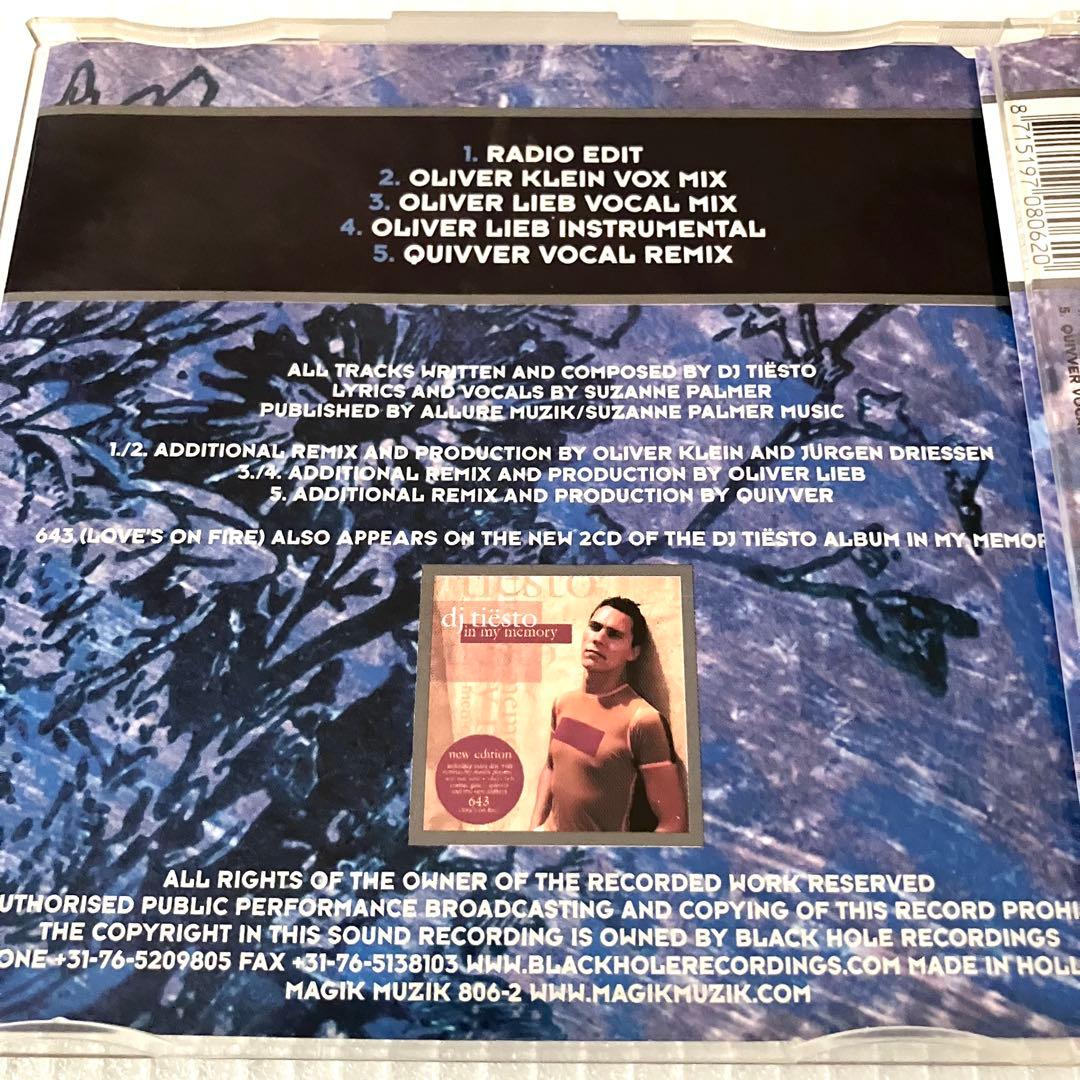 1. RADIO EDIT
2. OLIVER KLEIN VOX MIX
3. OLIVER LIEB VOCAL MIX
4. OLIVER LIEB INSTRUMENTAL
5. QUIVVER VOCAL REMIX
ALL TRACKS WRITTEN AND COMPOSED BY DJ TIËSTO
LYRICS AND VOCALS BY SUZANNE PALMER
PUBLISHED BY ALLURE MUZIK/SUZANNE PALMER MUSIC
1./2. ADDITIONAL REMIX AND PRODUCTION BY OLIVER KLEIN AND JÜRGEN DRIESSEN
3./4. ADDITIONAL REMIX AND PRODUCTION BY OLIVER LIEB
5. ADDITIONAL REMIX AND PRODUCTION BY QUIVVER
643 (LOVE'S ON FIRE) ALSO APPEARS ON THE NEW 2CD OF THE DJ TIËSTO ALBUM IN MY MEMOR
tiësto
dj tiësto
in my memory
new edition
643
ALL RIGHTS OF THE OWNER OF THE RECORDED WORK RESERVED
UTHORISED PUBLIC PERFORMANCE BROADCASTING AND COPYING OF THIS RECORD PROHI
THE COPYRIGHT IN THIS SOUND RECORDING IS OWNED BY BLACK HOLE RECORDINGS
ONE +31-76-5209805 FAX +31-76-5138103 WWW.BLACKHOLERECORDINGS.COM MADE IN HOLL
MAGIK MUZIK 806-2 WWW.MAGIKMUZIK.COM
8 715197 080620
5. QUIVVER VOCA